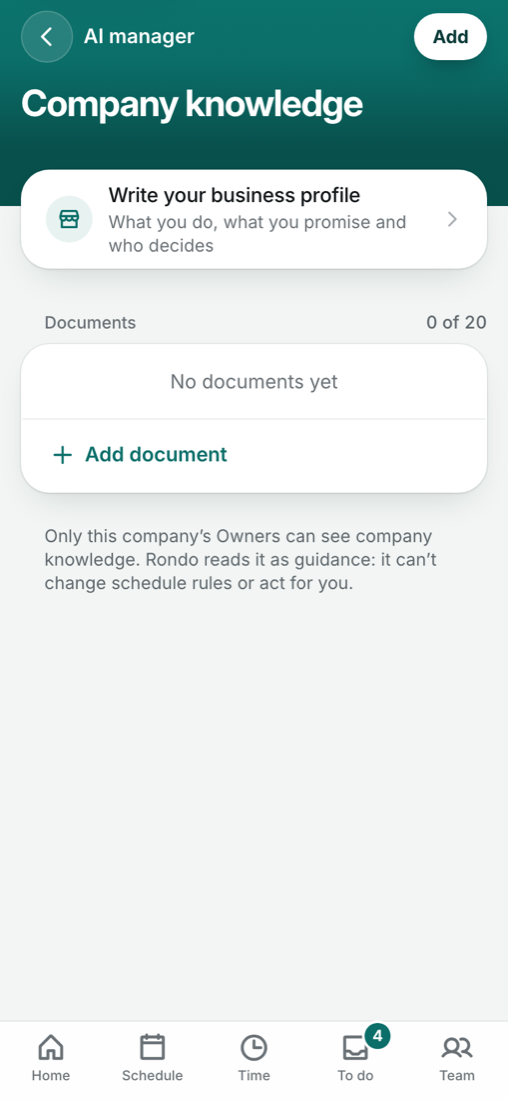 AI manager
Add
Company knowledge
Write your business profile
What you do, what you promise and
who decides
Documents
0 of 20
No documents yet
Add document
Only this company’s Owners can see company
knowledge. Rondo reads it as guidance: it can’t
change schedule rules or act for you.
4
Home
Schedule
Time
To do
Team